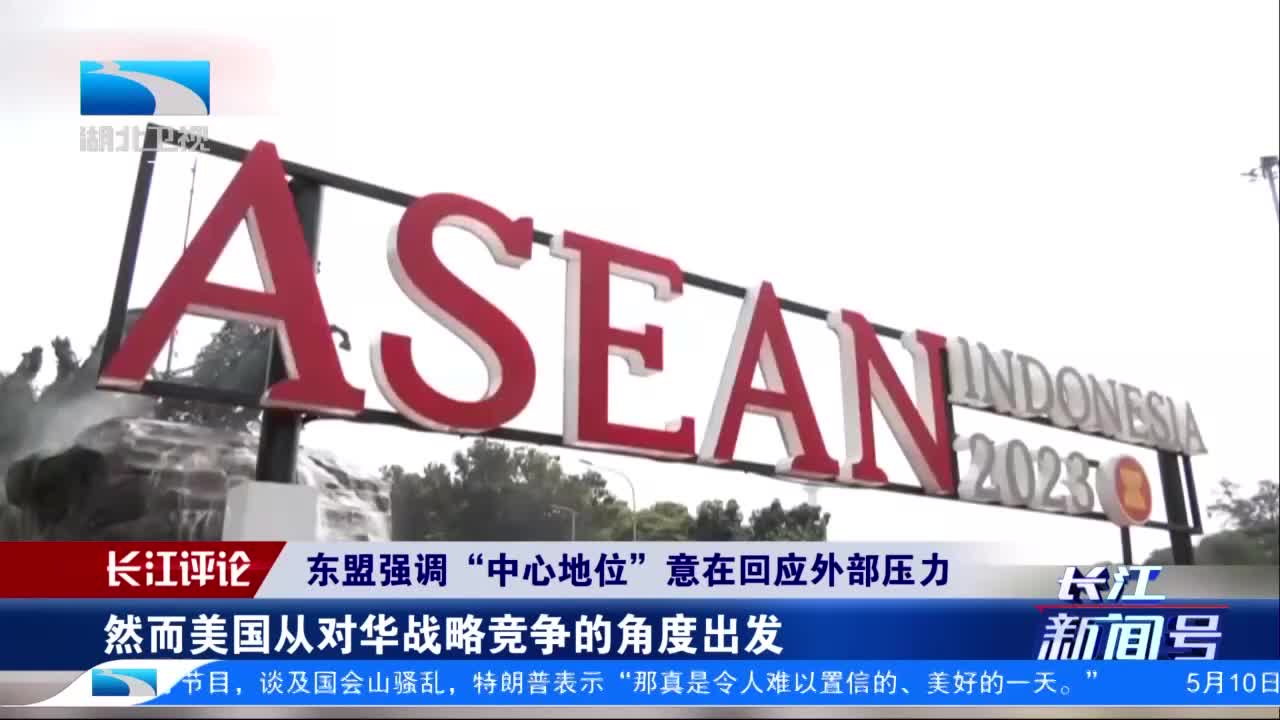 湖北卫视
ASEAN
INDONESIA
2023
长江评论
东盟强调“中心地位”意在回应外部压力
然而美国从对华战略竞争的角度出发
长江
新闻号
节目，谈及国会山骚乱，特朗普表示“那真是令人难以置信的、美好的一天。”
5月10日